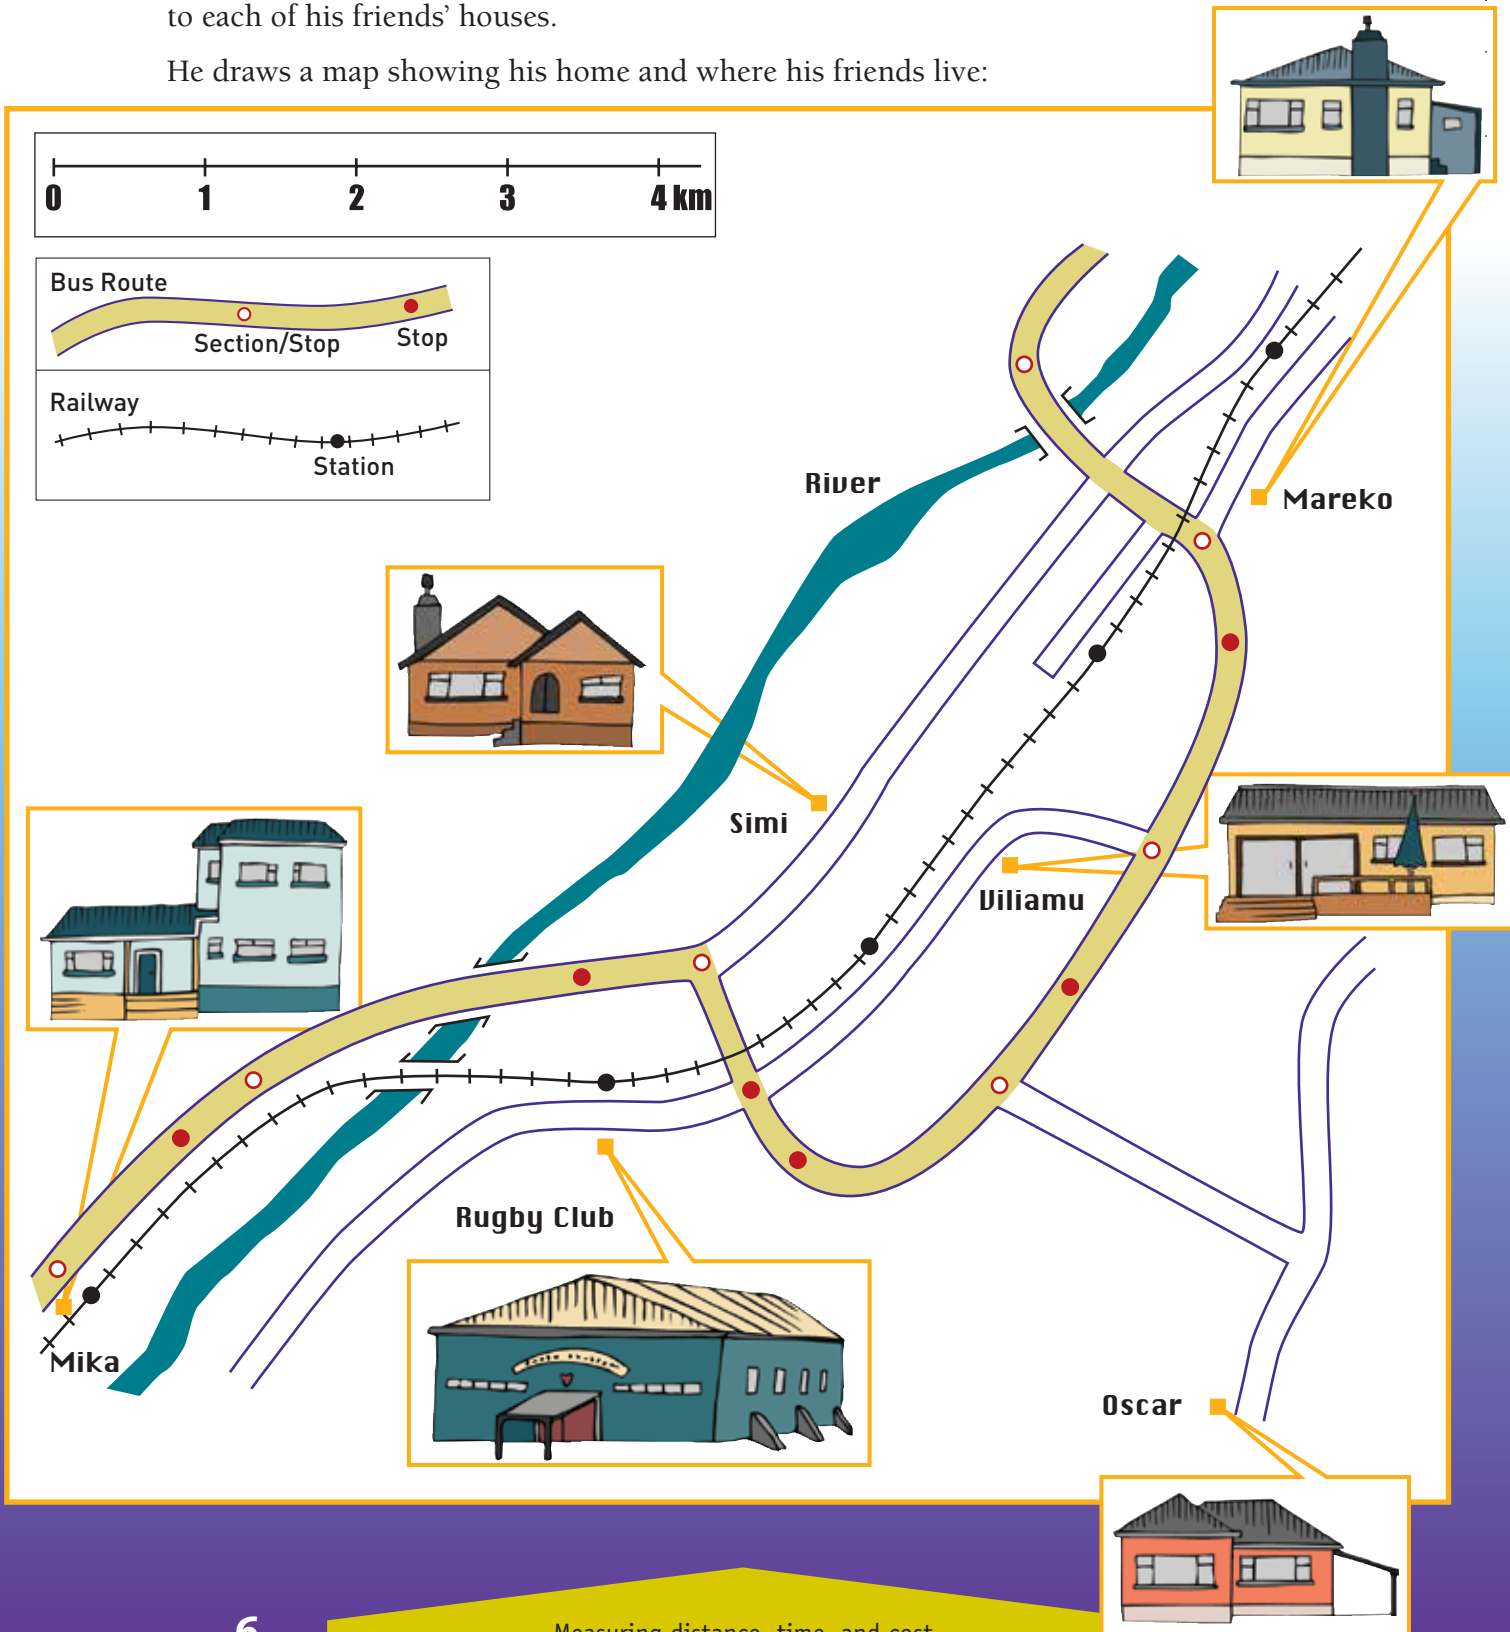 to each of his friends’ houses.
He draws a map showing his home and where his friends live:
0 1 2 3 4 km
Bus Route
Section/Stop
Stop
Railway
Station
River
Mareko
Simi
Viliamu
Rugby Club
Mika
Oscar
6
Measuring distance, time, and cost